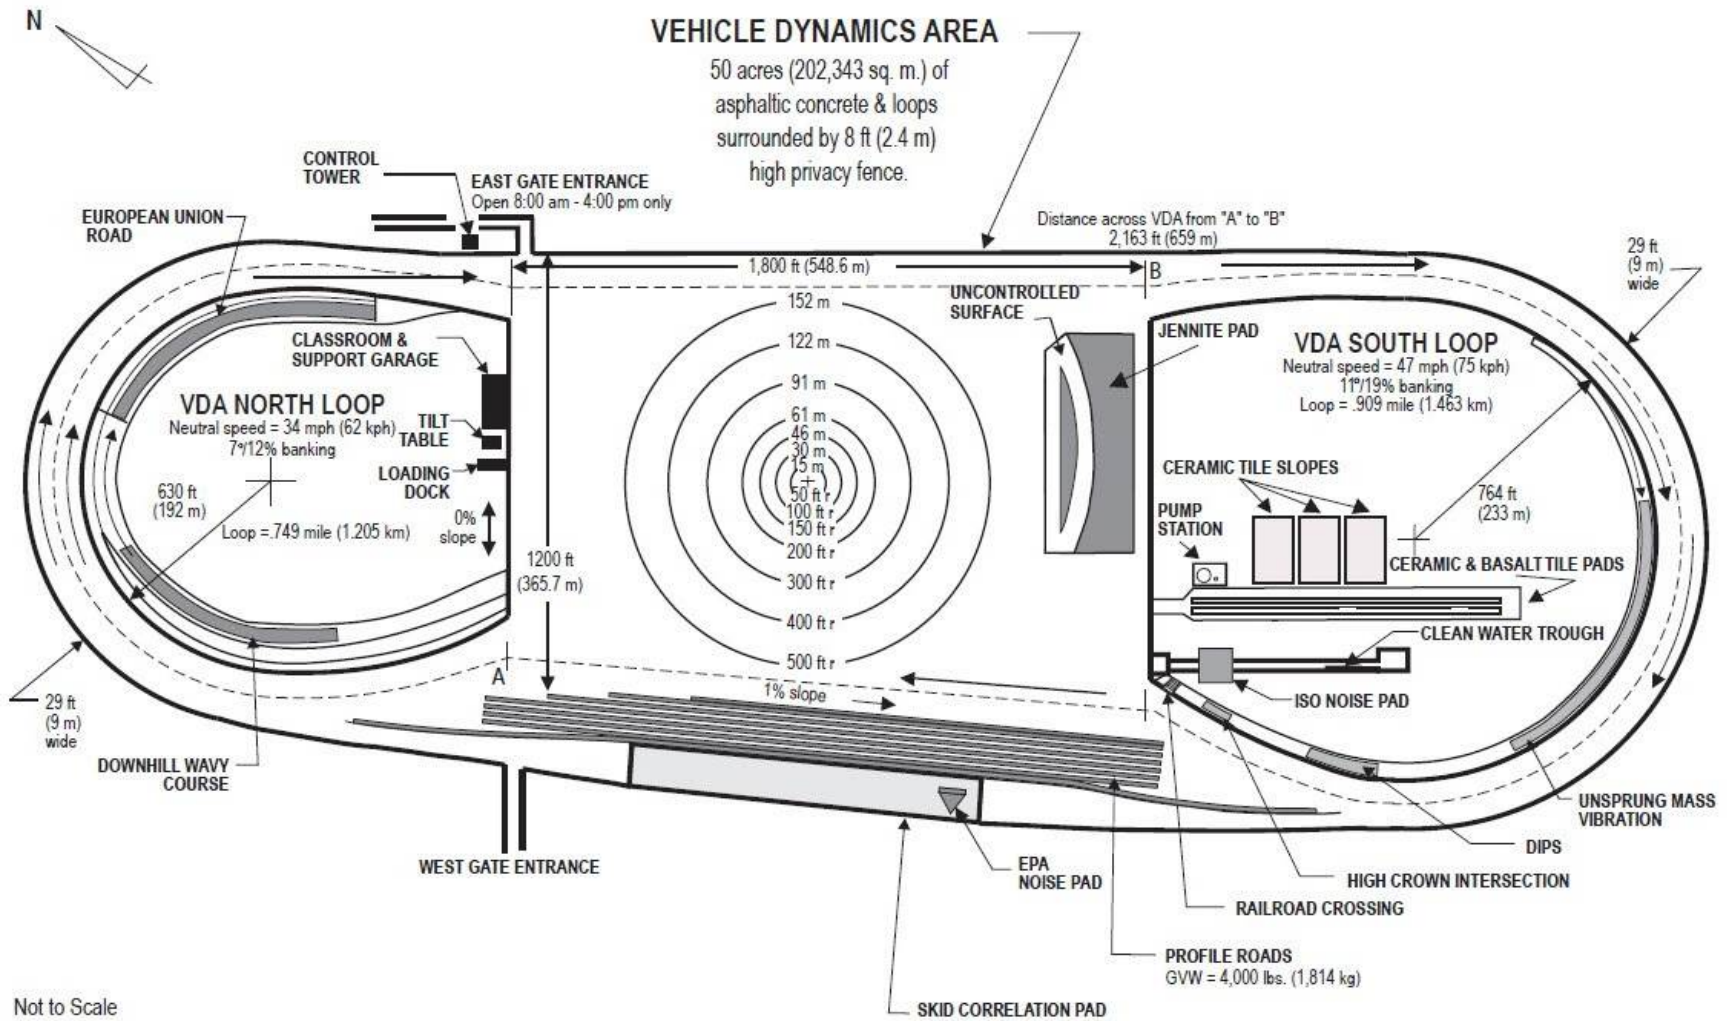 N
VEHICLE DYNAMICS AREA
50 acres (202,343 sq. m.) of
asphaltic concrete & loops
surrounded by 8 ft (2.4 m)
high privacy fence.
CONTROL
TOWER
EAST GATE ENTRANCE
Open 8:00 am - 4:00 pm only
EUROPEAN UNION
ROAD
Distance across VDA from "A" to "B"
2,163 ft (659 m)
29 ft
(9 m)
wide
1,800 ft (548.6 m)
B
UNCONTROLLED
SURFACE
JENNITE PAD
152 m
122 m
91 m
61 m
46 m
30 m
15 m
50 ft r
100 ft r
150 ft r
200 ft r
300 ft r
400 ft r
500 ft r
CLASSROOM &
SUPPORT GARAGE
VDA NORTH LOOP
Neutral speed = 34 mph (62 kph)
7°/12% banking
TILT
TABLE
LOADING
DOCK
630 ft
(192 m)
Loop =.749 mile (1.205 km)
0%
slope
1200 ft
(365.7 m)
VDA SOUTH LOOP
Neutral speed = 47 mph (75 kph)
11°/19% banking
Loop = .909 mile (1.463 km)
CERAMIC TILE SLOPES
764 ft
(233 m)
PUMP
STATION
CERAMIC & BASALT TILE PADS
CLEAN WATER TROUGH
ISO NOISE PAD
A
1% slope
29 ft
(9 m)
wide
DOWNHILL WAVY
COURSE
WEST GATE ENTRANCE
EPA
NOISE PAD
UNSPRUNG MASS
VIBRATION
DIPS
HIGH CROWN INTERSECTION
RAILROAD CROSSING
PROFILE ROADS
GVW = 4,000 lbs. (1,814 kg)
SKID CORRELATION PAD
Not to Scale